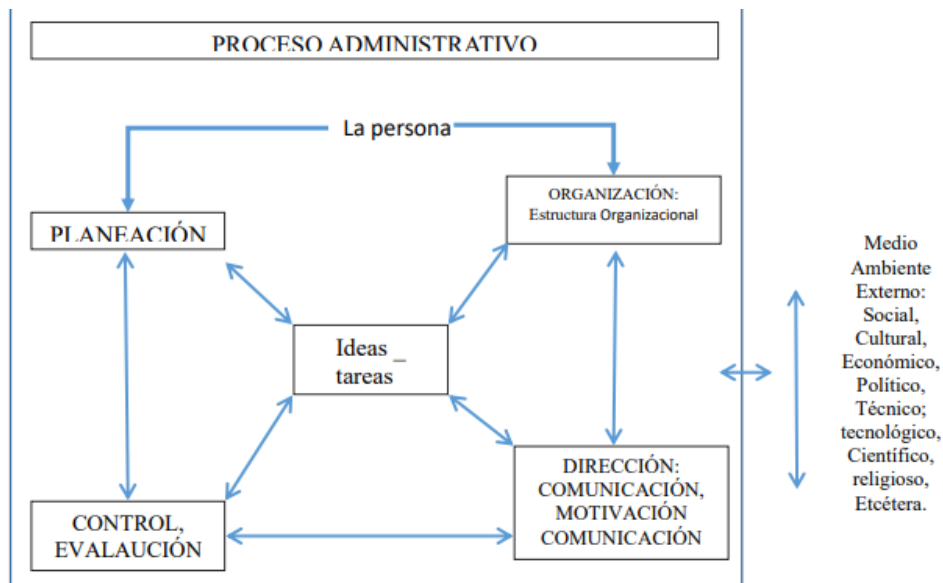 PROCESO ADMINISTRATIVO
La persona
ORGANIZACIÓN:
Estructura Organizacional
PLANEACIÓN
Ideas _
tareas
CONTROL,
EVALAUCIÓN
DIRECCIÓN:
COMUNICACIÓN,
MOTIVACIÓN
COMUNICACIÓN
Medio
Ambiente
Externo:
Social,
Cultural,
Económico,
Político,
Técnico;
tecnológico,
Científico,
religioso,
Etcétera.